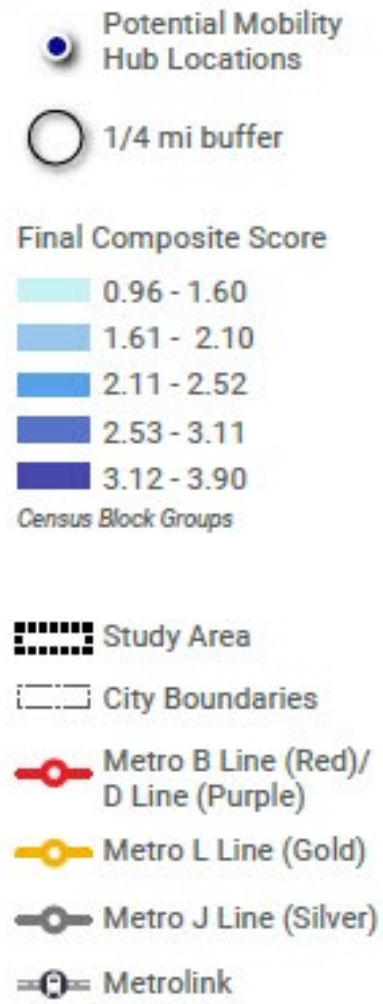 Potential Mobility
Hub Locations
1/4 mi buffer
Final Composite Score
0.96 - 1.60
1.61 - 2.10
2.11 - 2.52
2.53 - 3.11
3.12 - 3.90
Census Block Groups
Study Area
City Boundaries
Metro B Line (Red)/
D Line (Purple)
Metro L Line (Gold)
Metro J Line (Silver)
Metrolink